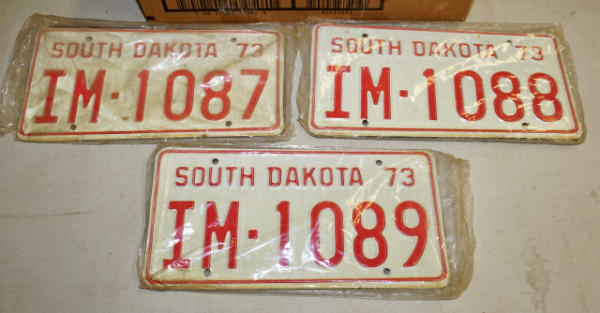 SOUTH DAKOTA '73
IM·1087
SOUTH DAKOTA '73
IM·1088
SOUTH DAKOTA 73
IM·1089